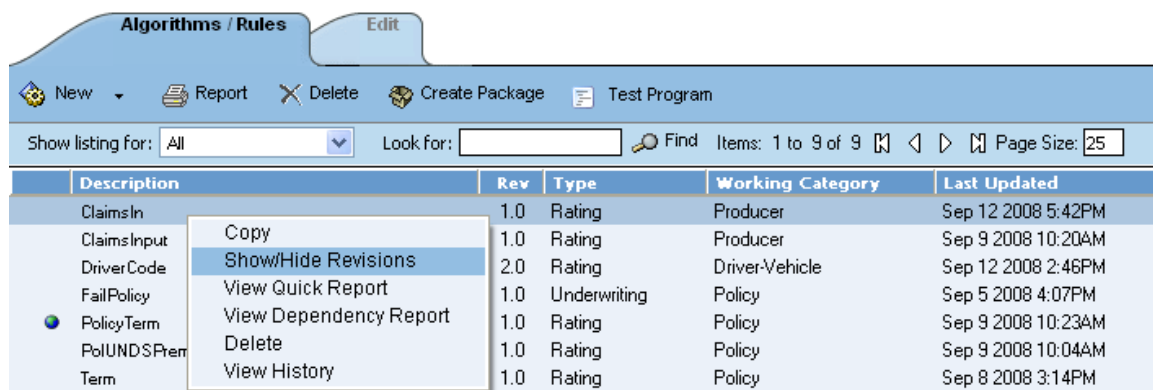 Algorithms / Rules Edit
New Report Delete Create Package Test Program
Show listing for: All Look for: Find Items: 1 to 9 of 9 Page Size: 25
Description Rev Type Working Category Last Updated
ClaimsIn 1.0 Rating Producer Sep 12 2008 5:42PM
ClaimsInput 1.0 Rating Producer Sep 9 2008 10:20AM
DriverCode 2.0 Rating Driver-Vehicle Sep 12 2008 2:46PM
FailPolicy 1.0 Underwriting Policy Sep 5 2008 4:07PM
PolicyTerm 1.0 Rating Policy Sep 9 2008 10:23AM
PolUNDSPrem 1.0 Rating Policy Sep 9 2008 10:04AM
Term 1.0 Rating Policy Sep 8 2008 3:14PM
Copy
Show/Hide Revisions
View Quick Report
View Dependency Report
Delete
View History